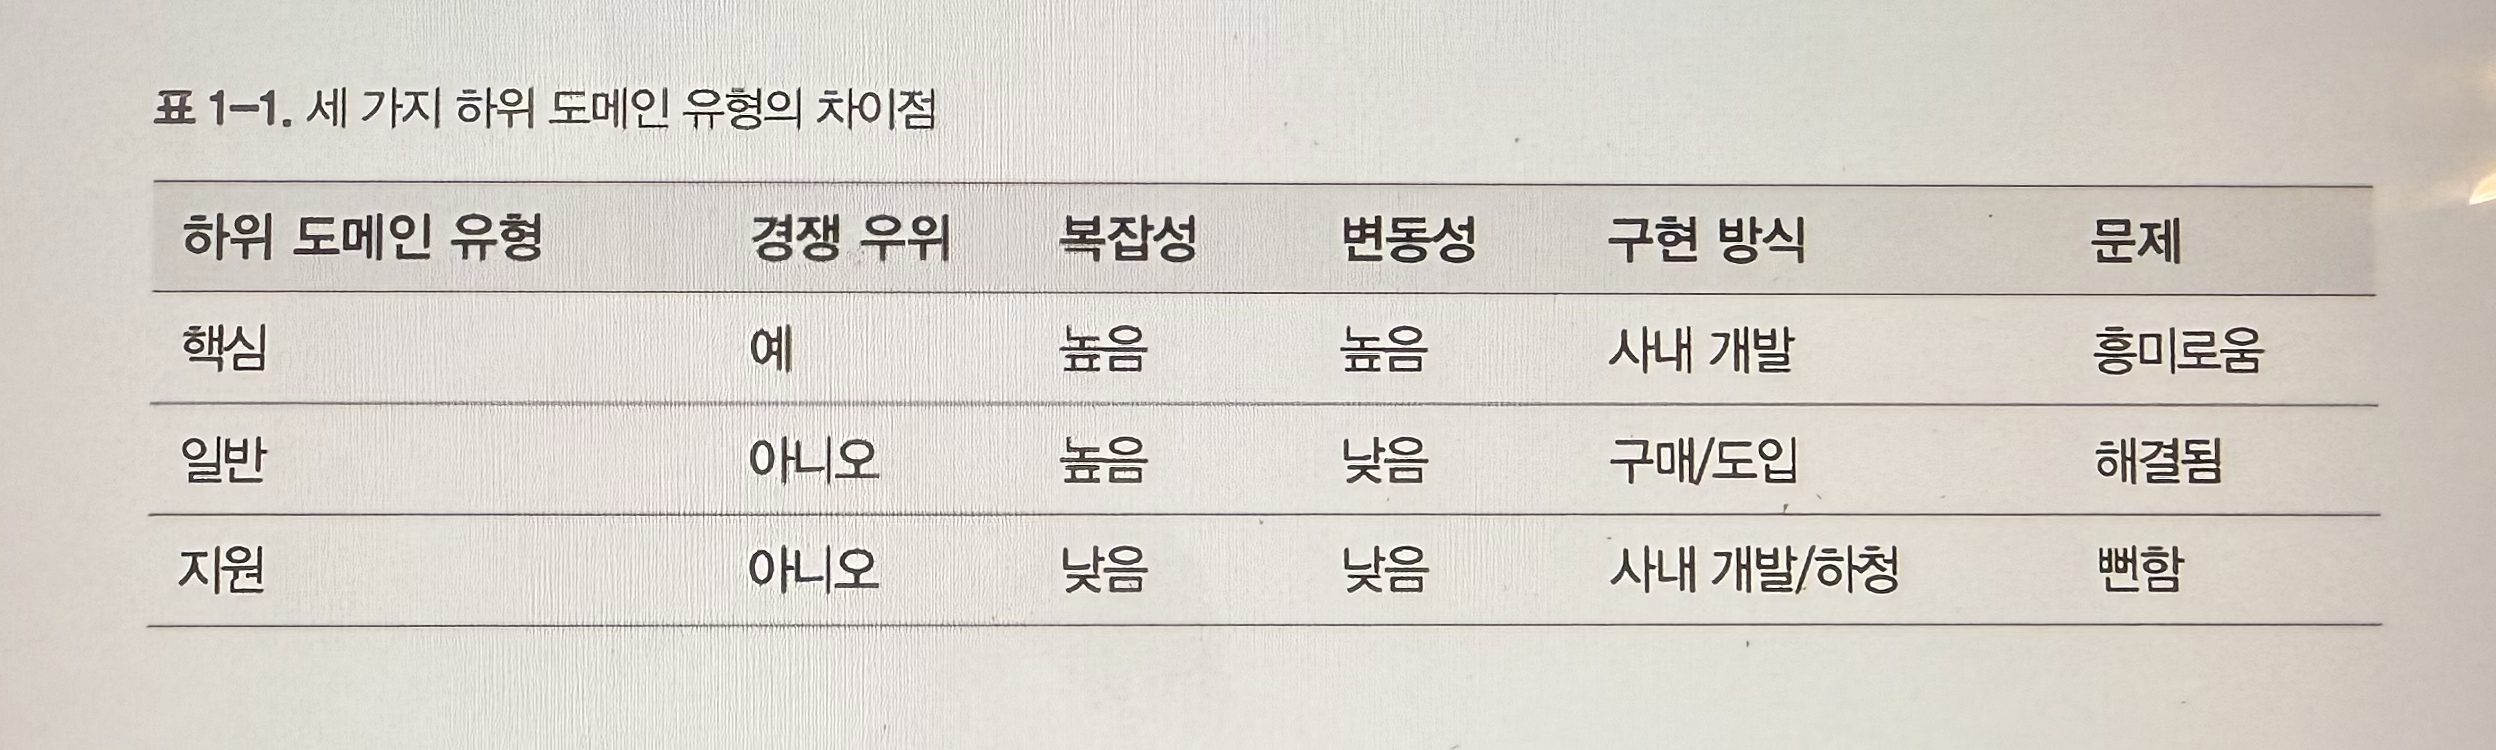 표 1-1. 세 가지 하위 도메인 유형의 차이점
하위 도메인 유형 경쟁 우위 복잡성 변동성 구현 방식 문제
핵심 예 높음 높음 사내 개발 흥미로움
일반 아니오 높음 낮음 구매/도입 해결됨
지원 아니오 낮음 낮음 사내 개발/하청 뻔함